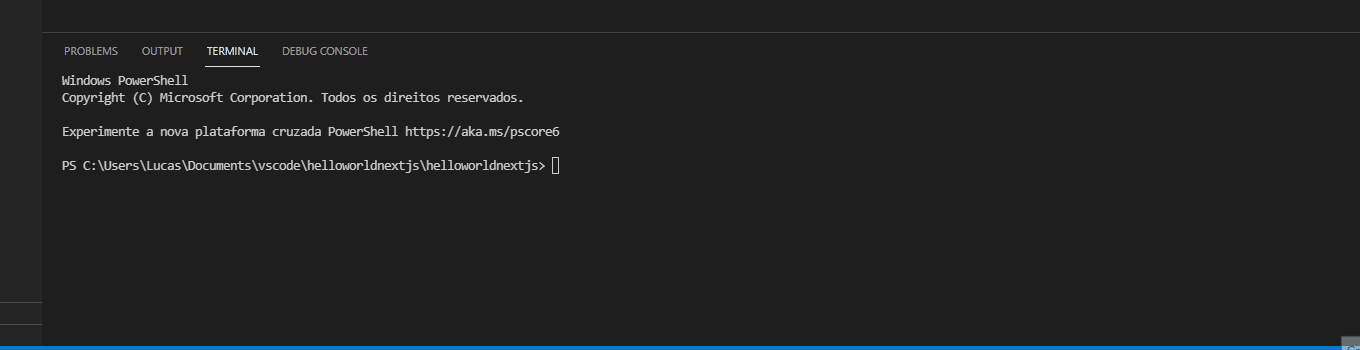 PROBLEMS OUTPUT TERMINAL DEBUG CONSOLE
Windows PowerShell
Copyright (C) Microsoft Corporation. Todos os direitos reservados.
Experimente a nova plataforma cruzada PowerShell https://aka.ms/pscore6
PS C:\Users\Lucas\Documents\vscode\helloworldnextjs\helloworldnextjs>